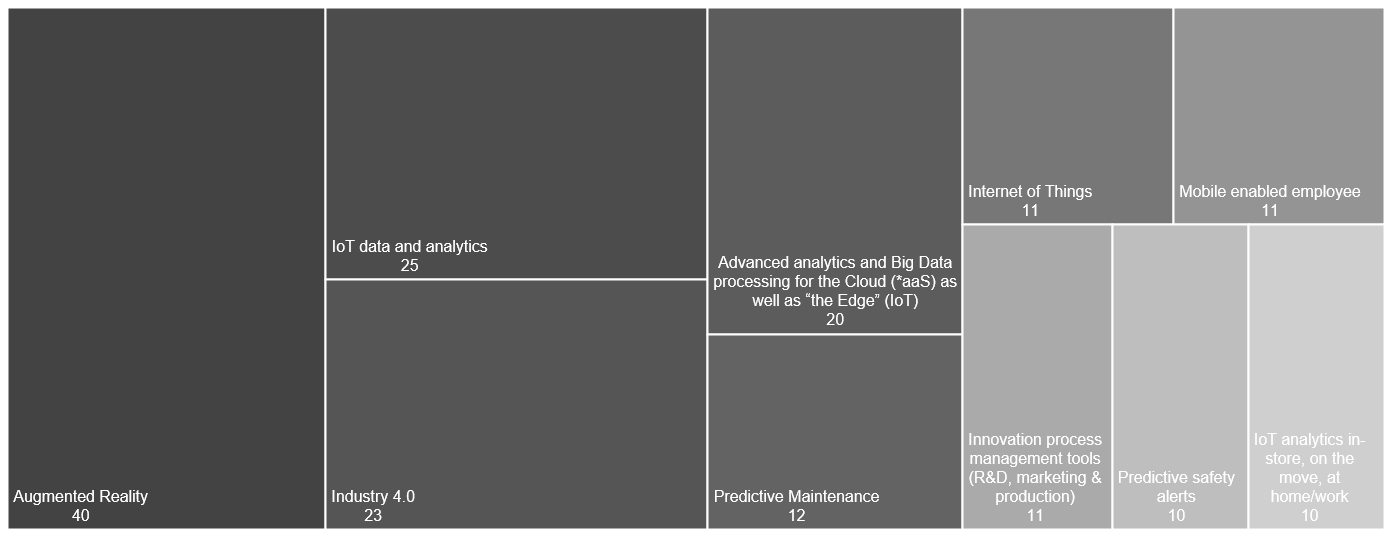 Augmented Reality
40
IoT data and analytics
25
Industry 4.0
23
Advanced analytics and Big Data
processing for the Cloud (*aaS) as
well as “the Edge” (IoT)
20
Predictive Maintenance
12
Internet of Things
11
Mobile enabled employee
11
Innovation process
management tools
(R&D, marketing &
production)
11
Predictive safety
alerts
10
IoT analytics in-
store, on the
move, at
home/work
10